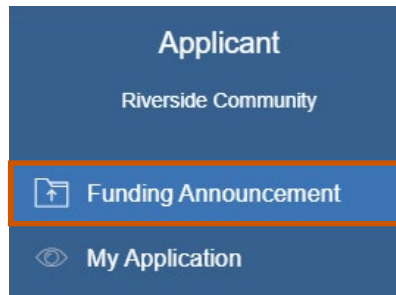 Applicant
Riverside Community
Funding Announcement
My Application